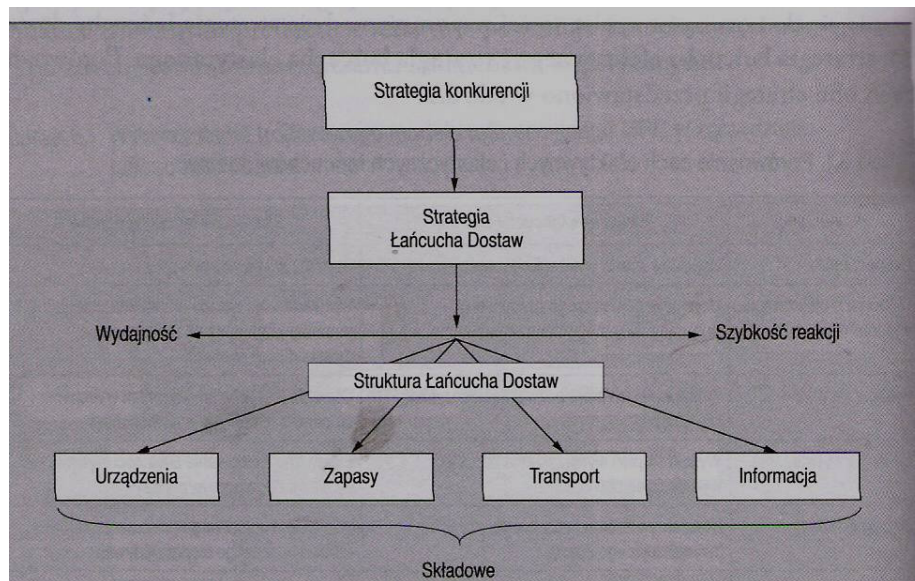 Strategia konkurencji
Strategia
Łańcucha Dostaw
Wydajność
Szybkość reakcji
Struktura Łańcucha Dostaw
Urządzenia
Zapasy
Transport
Informacja
Składowe